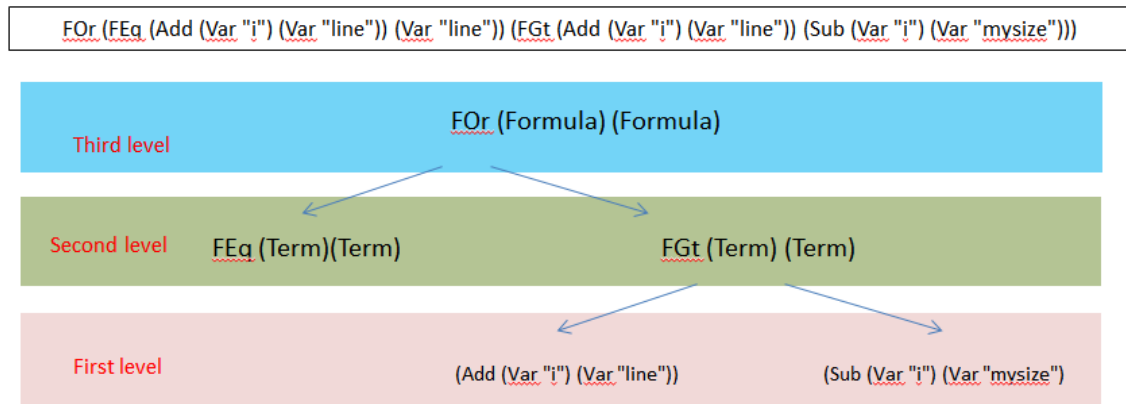 FOr (FEq (Add (Var "i") (Var "line")) (Var "line")) (FGt (Add (Var "i") (Var "line")) (Sub (Var "i") (Var "mysize")))
FOr (Formula) (Formula)
Third level
Second level
FEq (Term)(Term)
FGt (Term) (Term)
First level
(Add (Var "i") (Var "line"))
(Sub (Var "i") (Var "mysize")